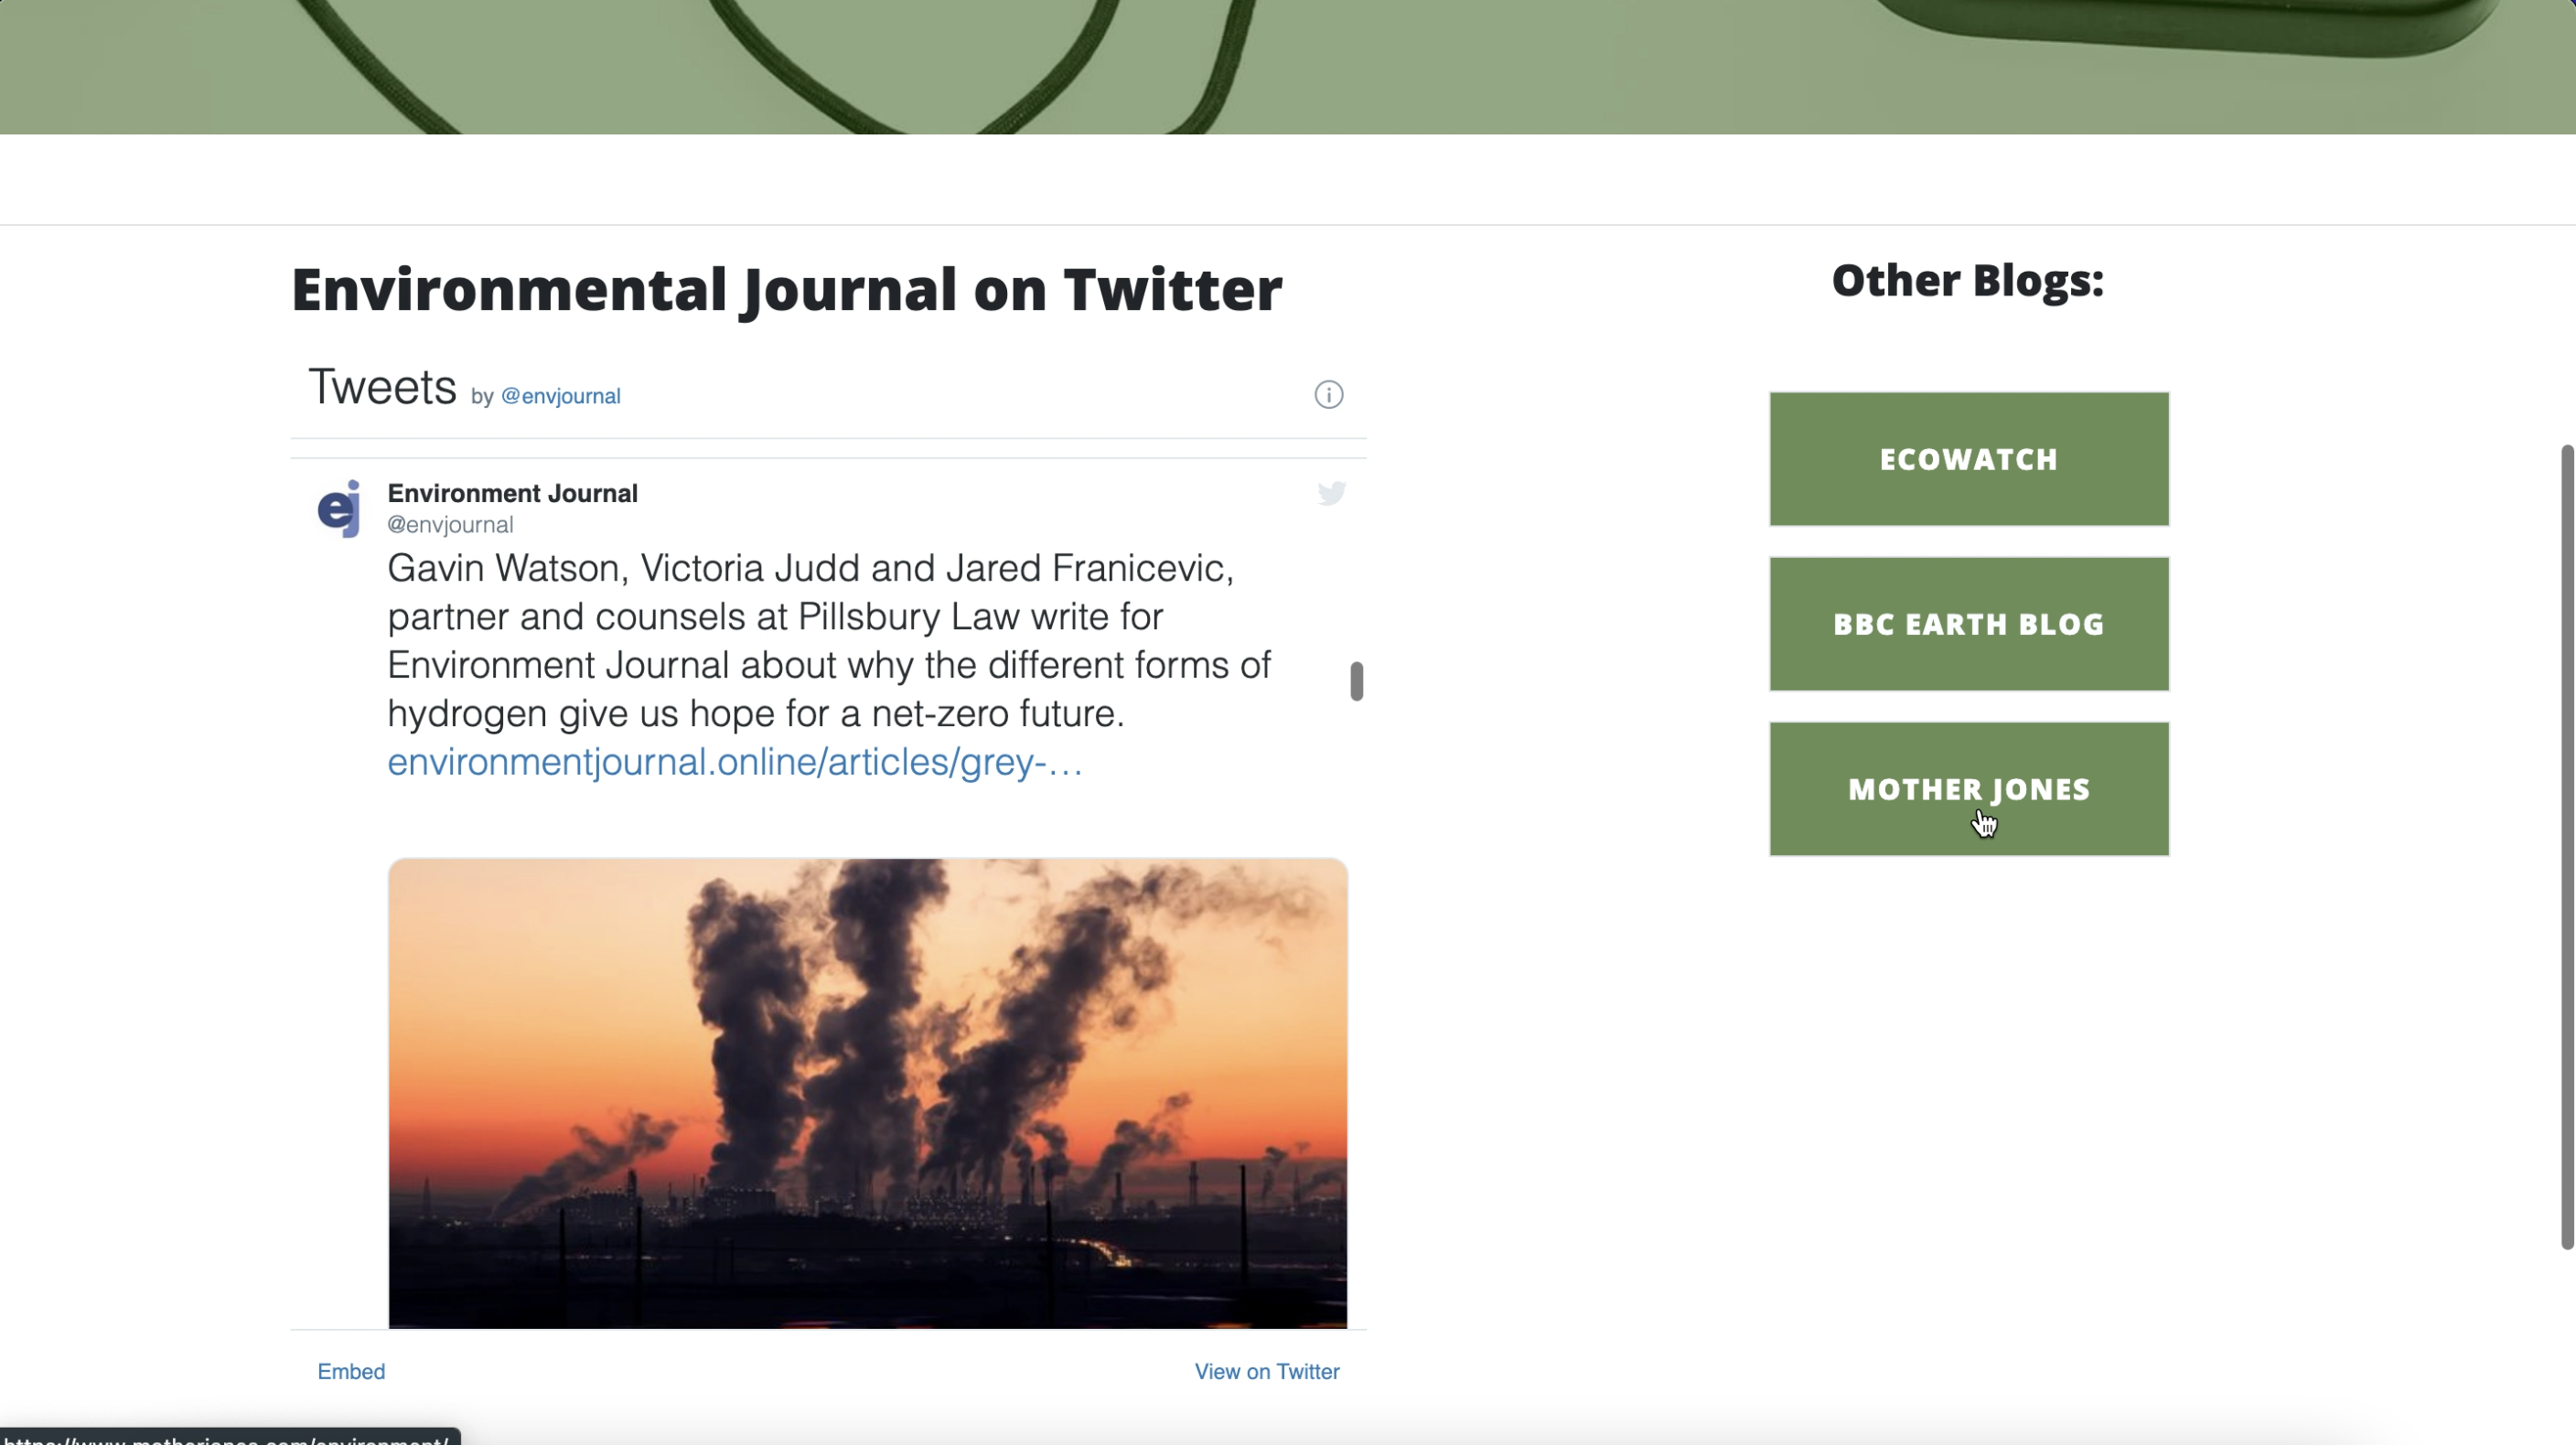 Environmental Journal on Twitter
Tweets by @envjournal
Environment Journal
@envjournal
Gavin Watson, Victoria Judd and Jared Franicevic,
partner and counsels at Pillsbury Law write for
Environment Journal about why the different forms of
hydrogen give us hope for a net-zero future.
environmentjournal.online/articles/grey-…
Embed
View on Twitter
Other Blogs:
ECOWATCH
BBC EARTH BLOG
MOTHER JONES
https://www.motherjones.com/environment/